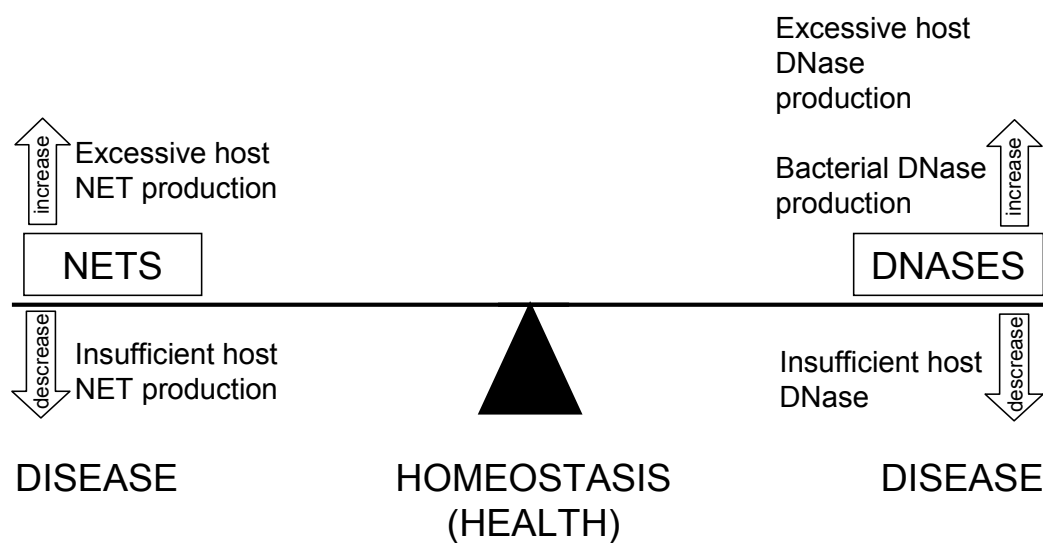 Excessive host
DNase
production
increase
Excessive host
NET production
Bacterial DNase
production
increase
NETS
DNASES
descrease
Insufficient host
NET production
Insufficient host
DNase
descrease
DISEASE
HOMEOSTASIS
(HEALTH)
DISEASE